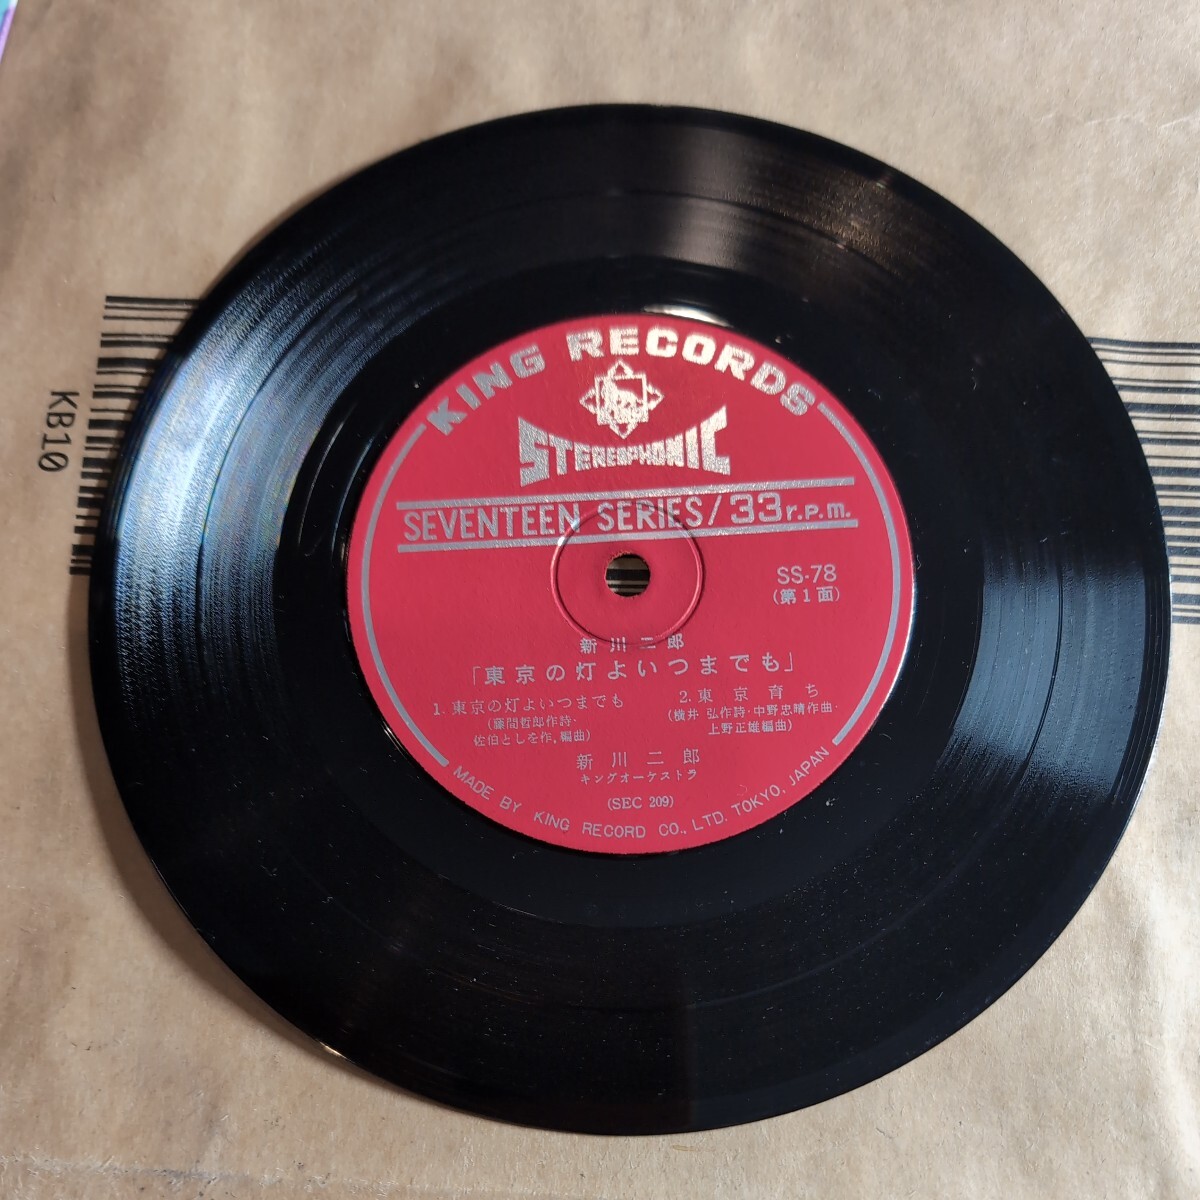 KING RECORDS
STEREOPHONIC
SEVENTEEN SERIES/33r.p.m.
SS-78
(第1面)
新川二郎
「東京の灯よいつまでも」
1.東京の灯よいつまでも
(藤間哲郎作詩・
佐伯としを作,編曲)
2.東京育ち
(横井 弘作詩・中野忠晴作曲・
上野正雄編曲)
新川二郎
キングオーケストラ
(SEC 209)
MADE BY KING RECORD CO., LTD. TOKYO, JAPAN
KB10